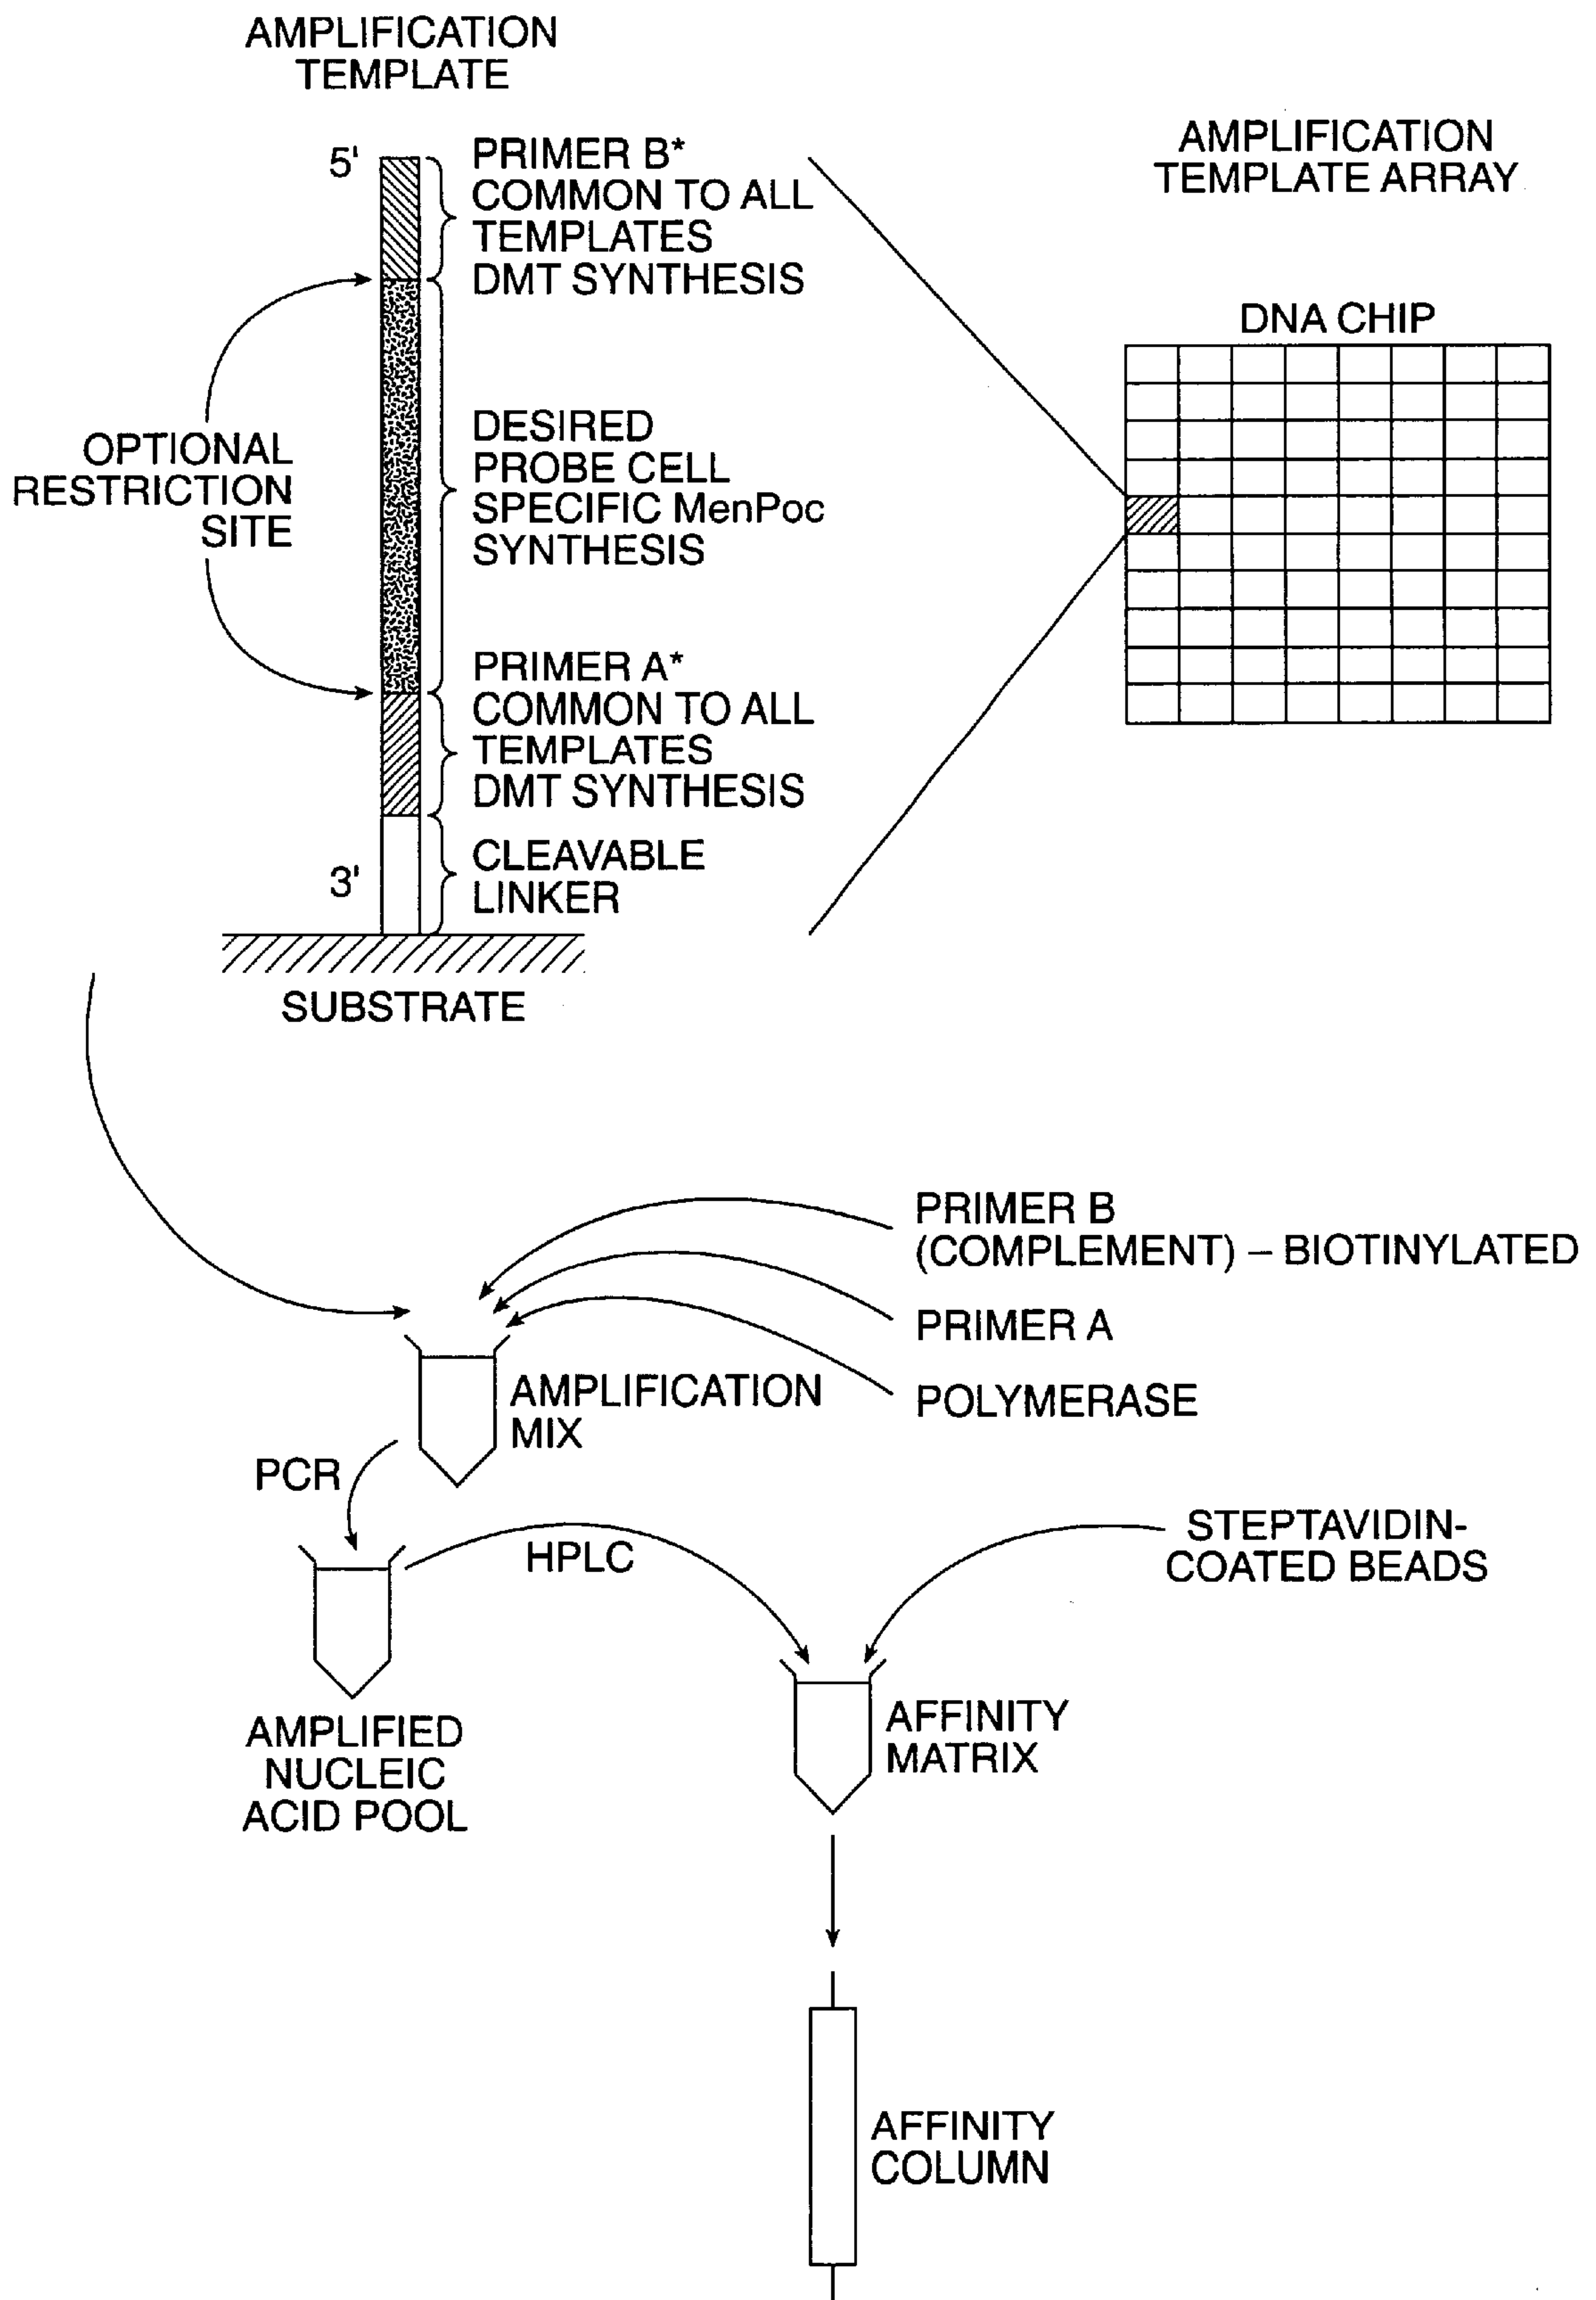 AMPLIFICATION
TEMPLATE
5'
PRIMER B*
COMMON TO ALL
TEMPLATES
DMT SYNTHESIS
OPTIONAL
RESTRICTION
SITE
DESIRED
PROBE CELL
SPECIFIC MenPoc
SYNTHESIS
PRIMER A*
COMMON TO ALL
TEMPLATES
DMT SYNTHESIS
3'
CLEAVABLE
LINKER
SUBSTRATE
AMPLIFICATION
TEMPLATE ARRAY
DNA CHIP
PRIMER B
(COMPLEMENT) – BIOTINYLATED
PRIMER A
POLYMERASE
AMPLIFICATION
MIX
PCR
HPLC
STEPTAVIDIN-
COATED BEADS
AMPLIFIED
NUCLEIC
ACID POOL
AFFINITY
MATRIX
AFFINITY
COLUMN